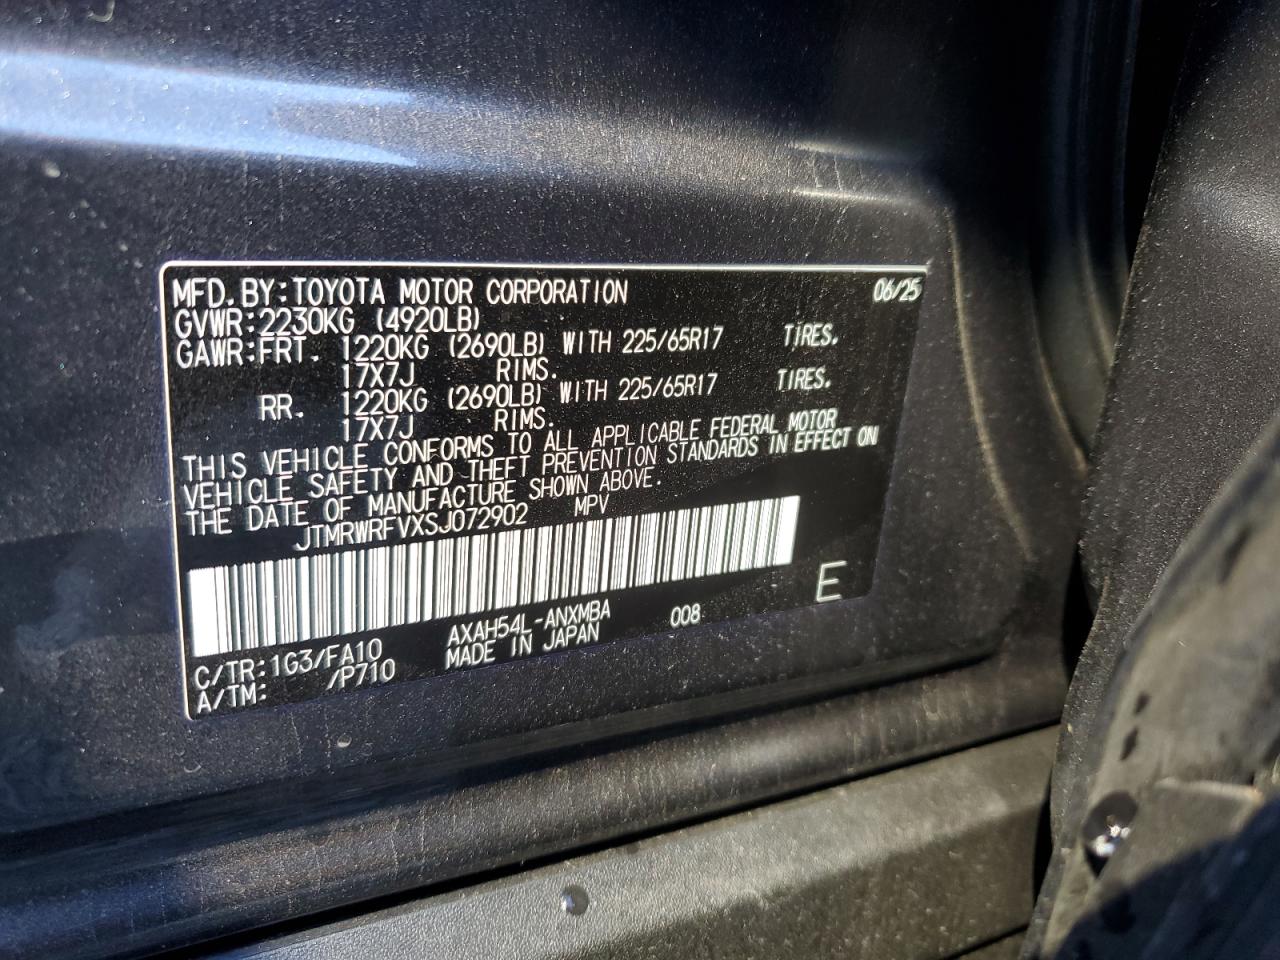 MFD. BY:TOYOTA MOTOR CORPORATION 06/25
GVWR:2230KG (4920LB)
GAWR:FRT. 1220KG (2690LB) WITH 225/65R17 TIRES.
17X7J RIMS.
RR. 1220KG (2690LB) WITH 225/65R17 TIRES.
17X7J RIMS.
THIS VEHICLE CONFORMS TO ALL APPLICABLE FEDERAL MOTOR
VEHICLE SAFETY AND THEFT PREVENTION STANDARDS IN EFFECT ON
THE DATE OF MANUFACTURE SHOWN ABOVE.
JTMRWRFVXSJ072902 MPV
E
C/TR:1G3/FA10 AXAH54L-ANXMBA 008
A/TM: /P710 MADE IN JAPAN